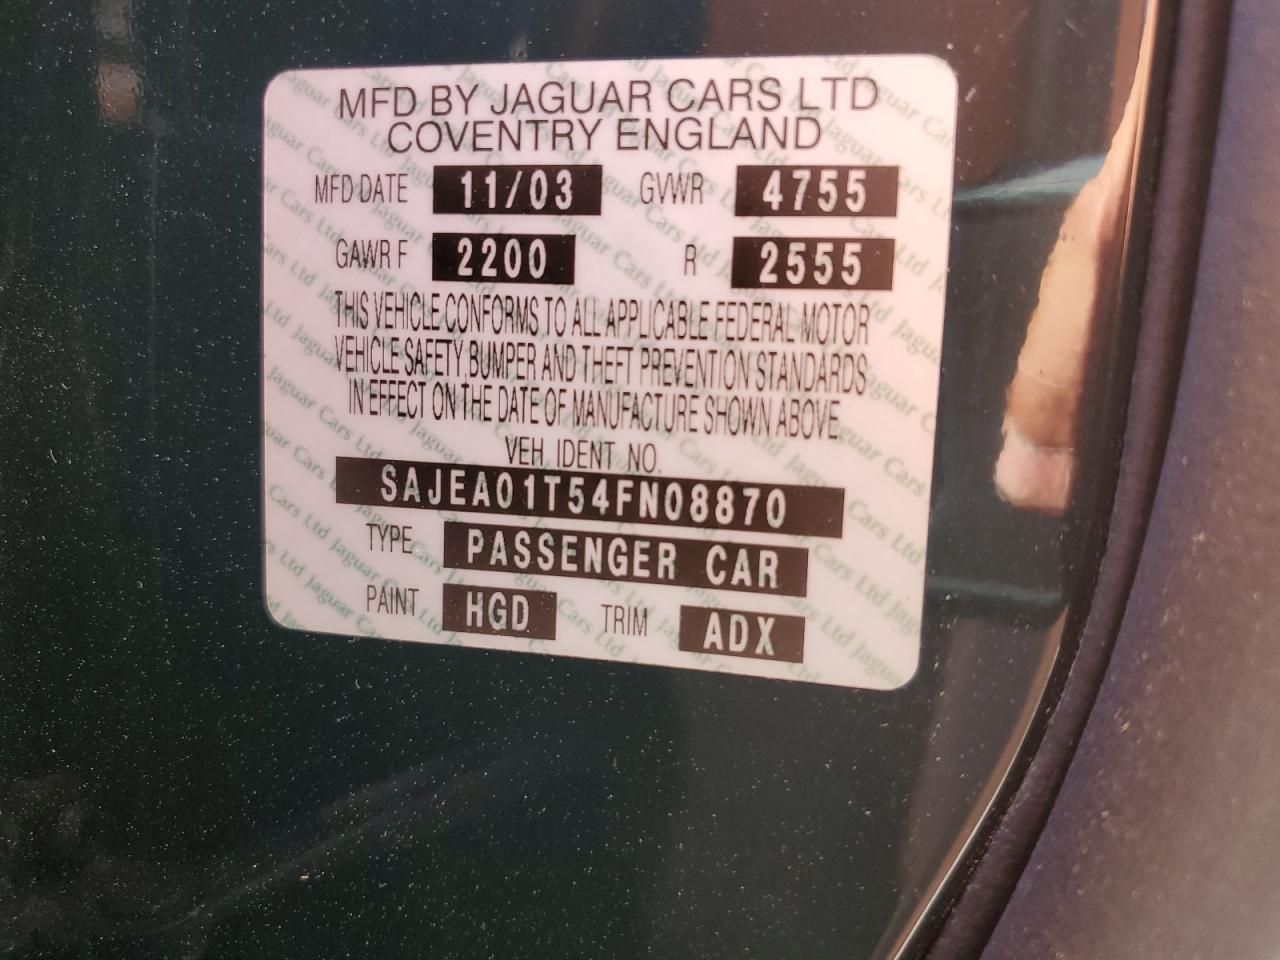 MFD BY JAGUAR CARS LTD
COVENTRY ENGLAND
MFD DATE 11/03 GVWR 4755
GAWR F 2200 R 2555
THIS VEHICLE CONFORMS TO ALL APPLICABLE FEDERAL MOTOR
VEHICLE SAFETY, BUMPER AND THEFT PREVENTION STANDARDS
IN EFFECT ON THE DATE OF MANUFACTURE SHOWN ABOVE.
VEH. IDENT. NO.
SAJEA01T54FN08870
TYPE PASSENGER CAR
PAINT HGD TRIM ADX